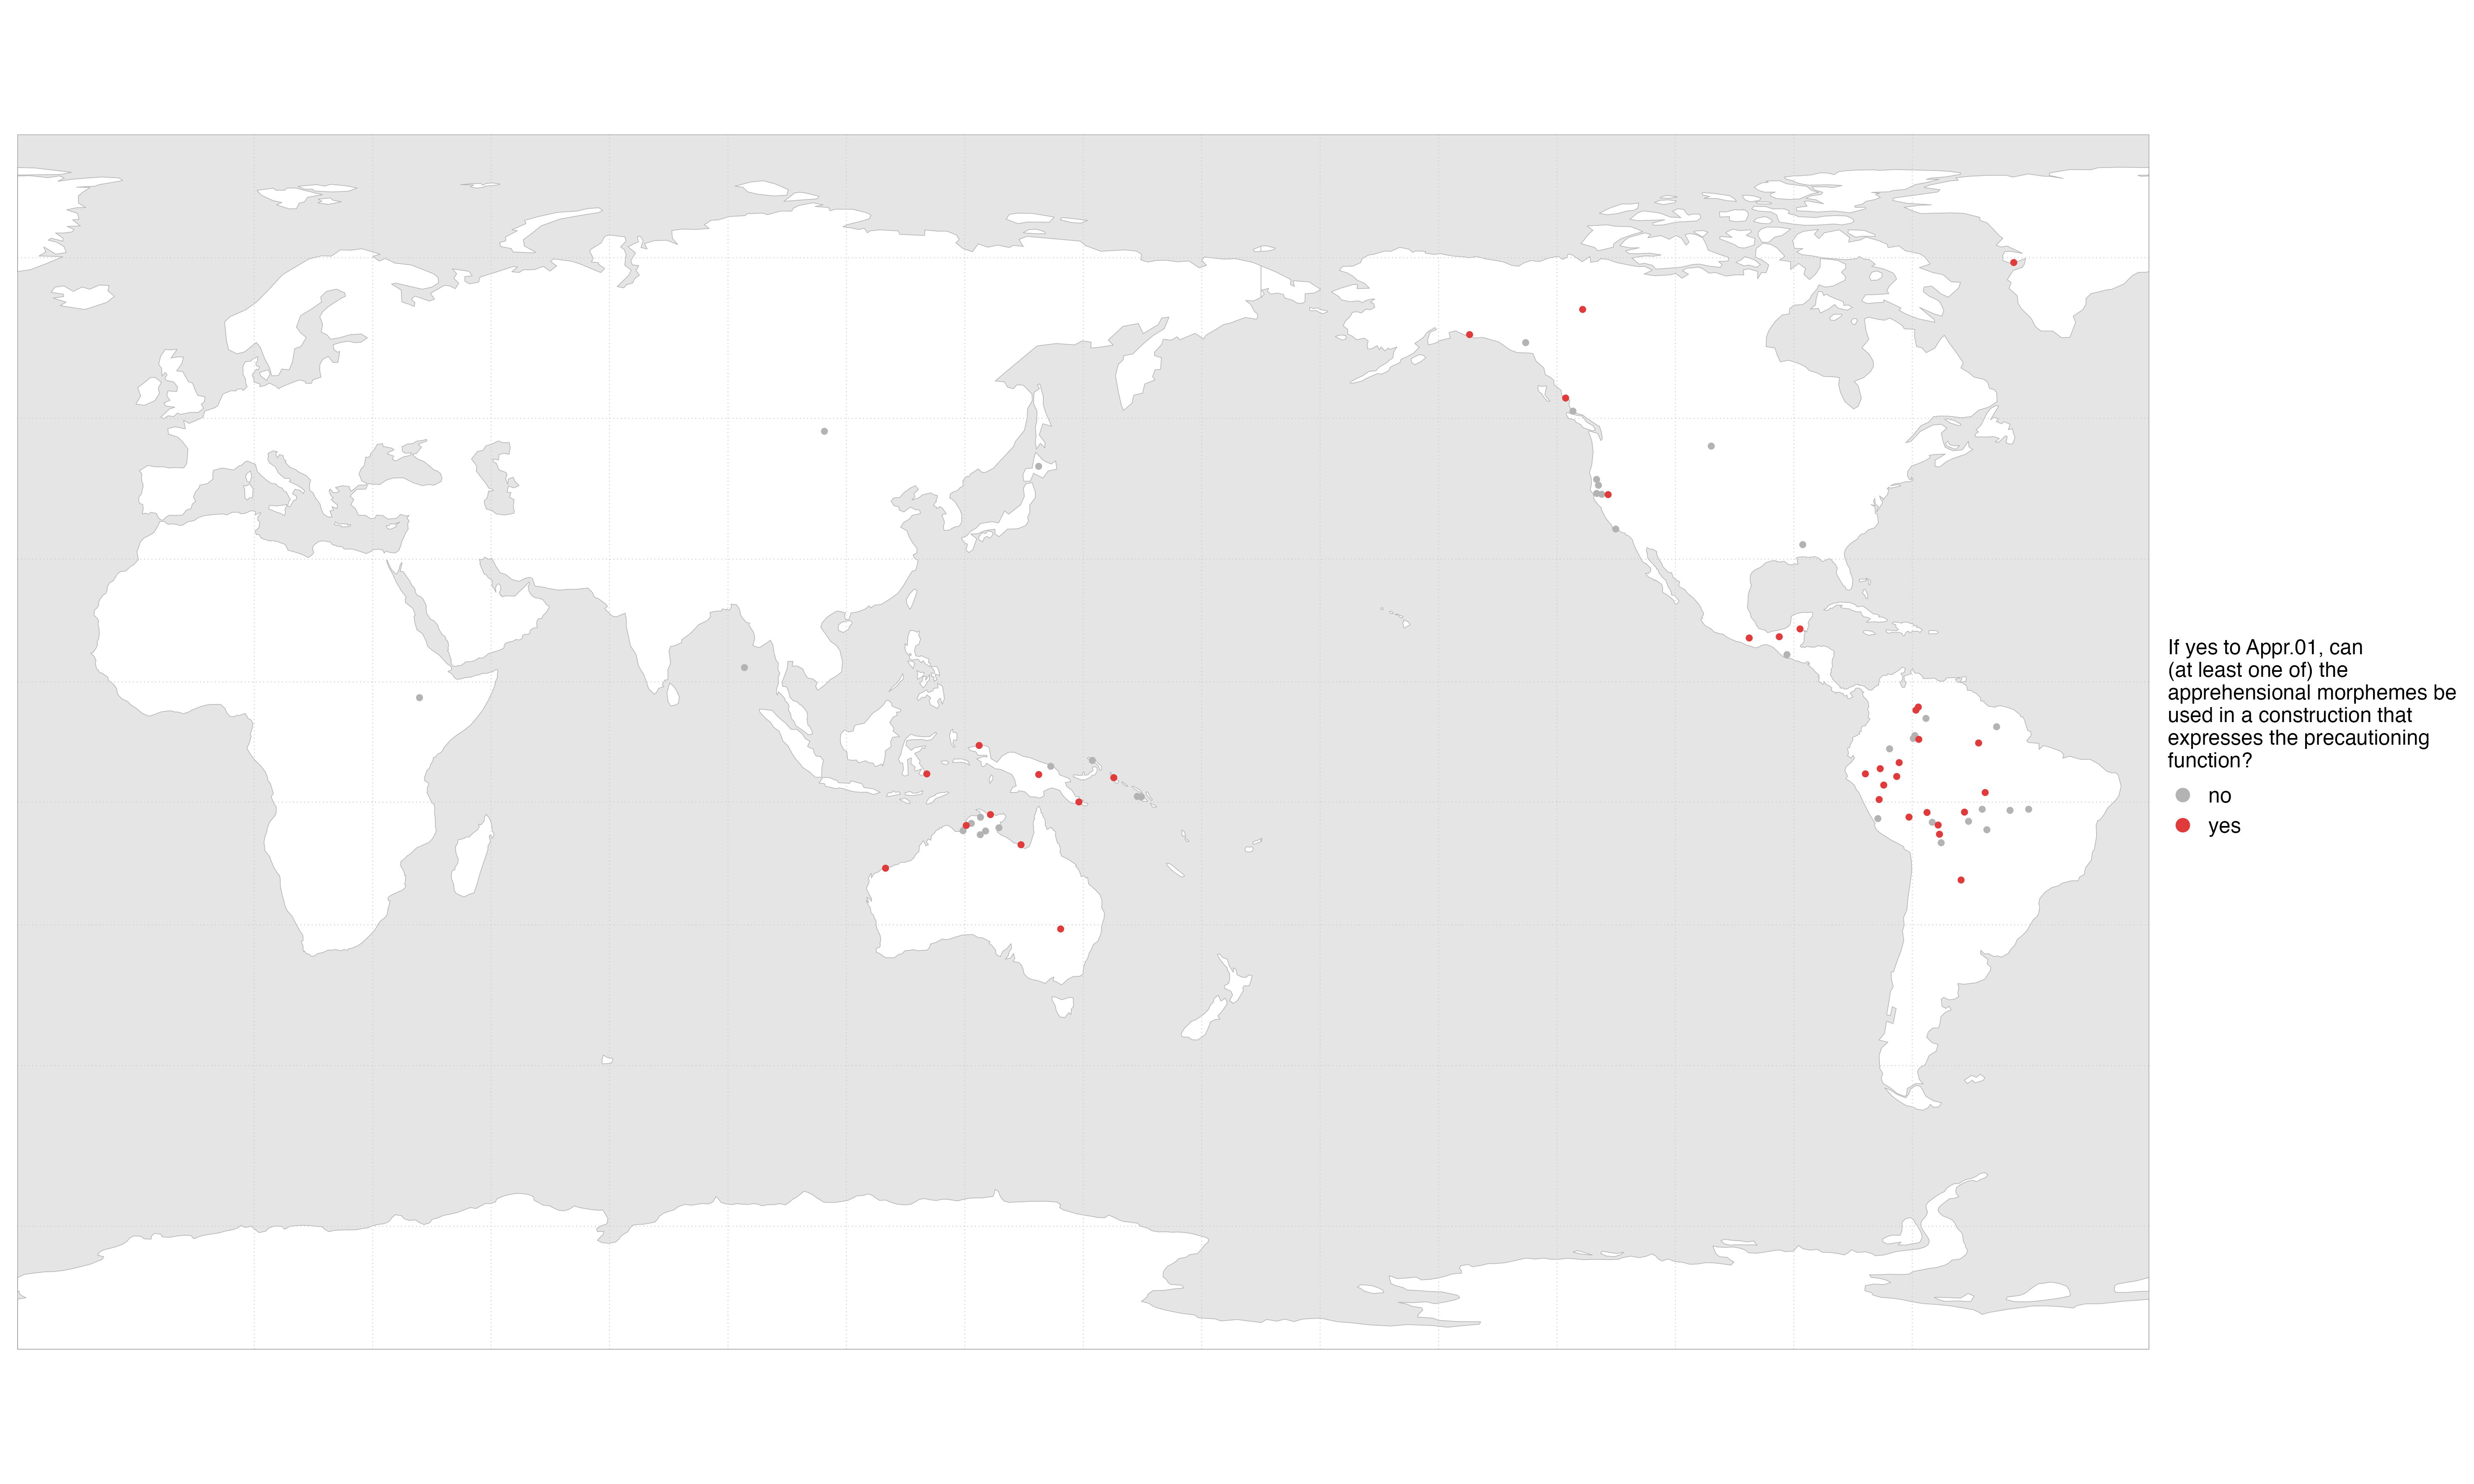 If yes to Appr.01, can
(at least one of) the
apprehensional morphemes be
used in a construction that
expresses the precautioning
function?
no
yes